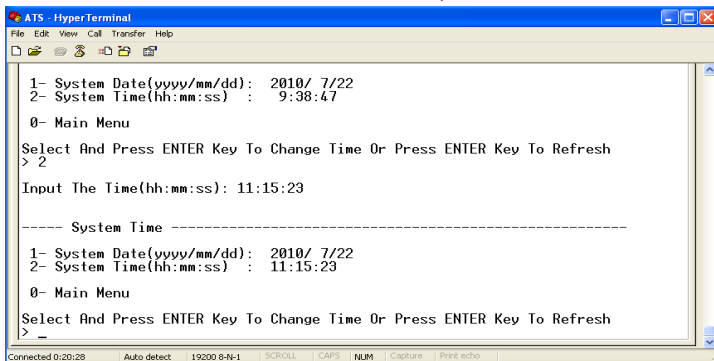 ATS - HyperTerminal
File Edit View Call Transfer Help
1- System Date(yyyy/mm/dd): 2010/ 7/22
2- System Time(hh:mm:ss) : 9:38:47
0- Main Menu
Select And Press ENTER Key To Change Time Or Press ENTER Key To Refresh
> 2
Input The Time(hh:mm:ss): 11:15:23
----- System Time -------------------------------------------------------
1- System Date(yyyy/mm/dd): 2010/ 7/22
2- System Time(hh:mm:ss) : 11:15:23
0- Main Menu
Select And Press ENTER Key To Change Time Or Press ENTER Key To Refresh
> _
Connected 0:20:28 Auto detect 19200 8-N-1 SCROLL CAPS NUM Capture Print echo